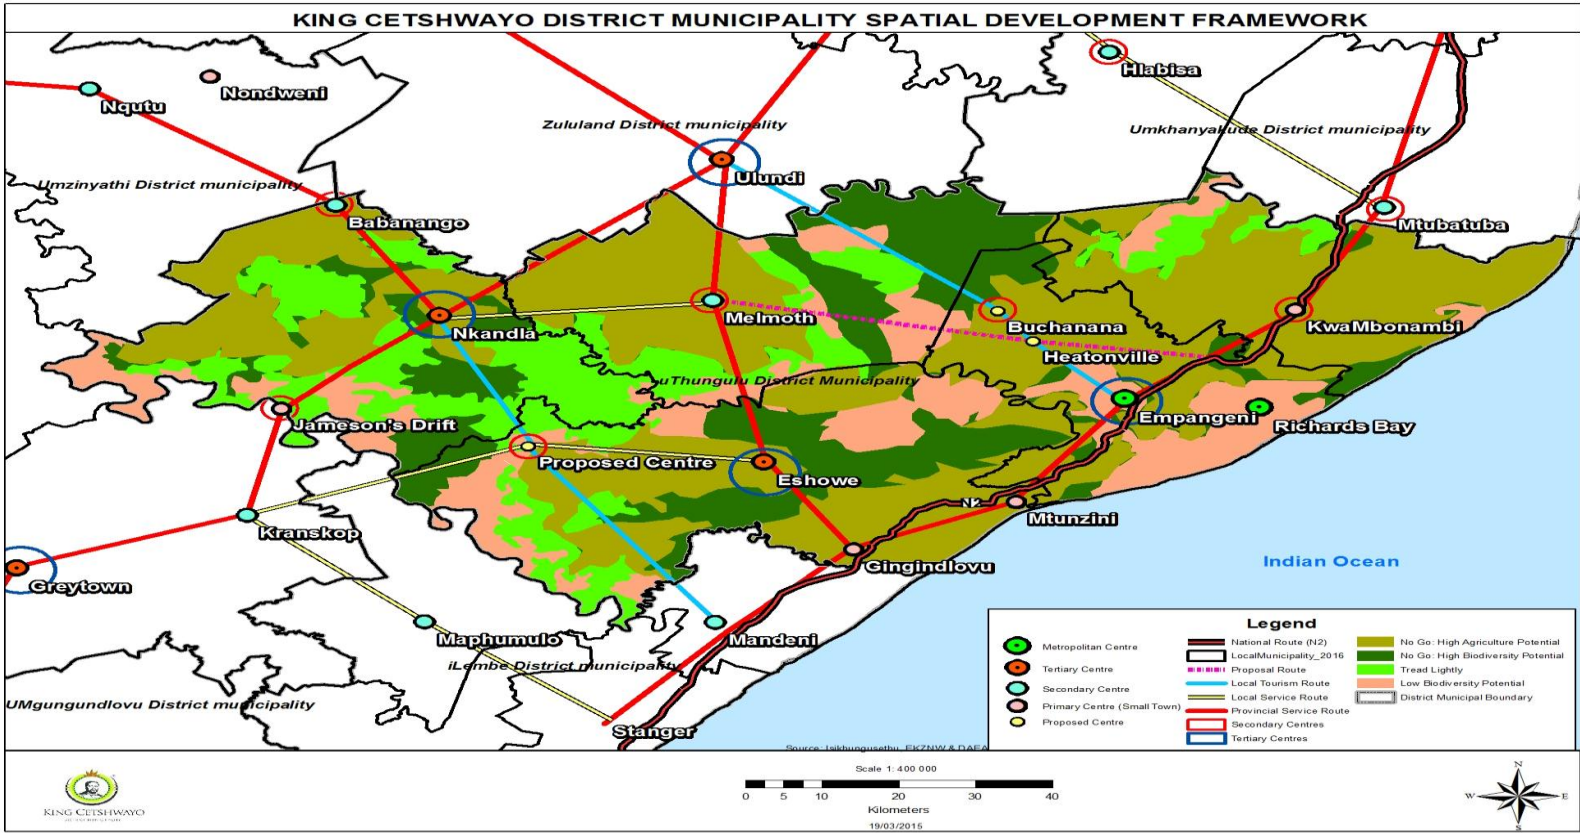 KING CETSHWAYO DISTRICT MUNICIPALITY SPATIAL DEVELOPMENT FRAMEWORK
Hlabisa
Nondweni
Nqutu
Zululand District municipality
Umkhanyakude District municipality
Ulundi
Umzinyathi District municipality
Babanango
Mtubatuba
Melmoth
Buchanana
KwaMbonambi
Nkandla
Heatonville
uThungulu District Municipality
Empangeni
Jameson's Drift
Richards Bay
Proposed Centre
Eshowe
N2
Mtunzini
Kranskop
Gingindlovu
Indian Ocean
Greytown
Maphumulo
Mandeni
iLembe District municipality
UMgungundlovu District municipality
Stanger
Legend
Metropolitan Centre
Tertiary Centre
Secondary Centre
Primary Centre (Small Town)
Proposed Centre
National Route (N2)
LocalMunicipality_2016
Proposal Route
Local Tourism Route
Local Service Route
Provincial Service Route
Secondary Centres
Tertiary Centres
No Go: High Agriculture Potential
No Go: High Biodiversity Potential
Tread Lightly
Low Biodiversity Potential
District Municipal Boundary
Source: Isikhungusethu, EKZNW & DAEA
Scale 1: 400 000
0 5 10 20 30 40
Kilometers
19/03/2015
KING CETSHWAYO
N
W E
S